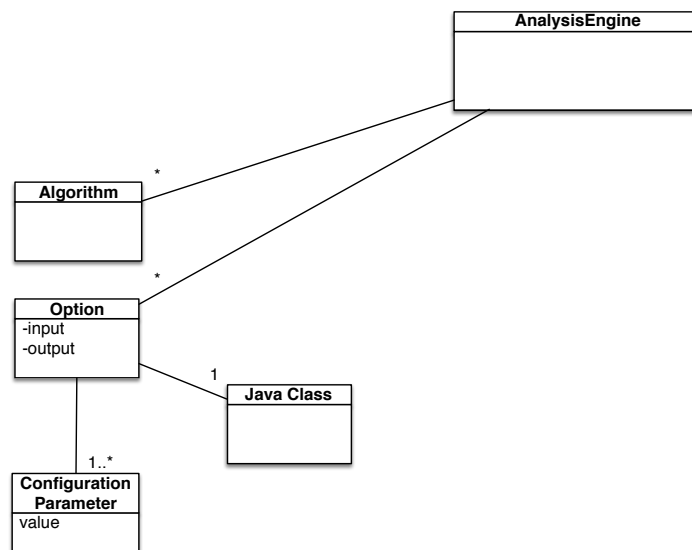 AnalysisEngine
*
Algorithm
*
Option
-input
-output
1
Java Class
1..*
Configuration
Parameter
value